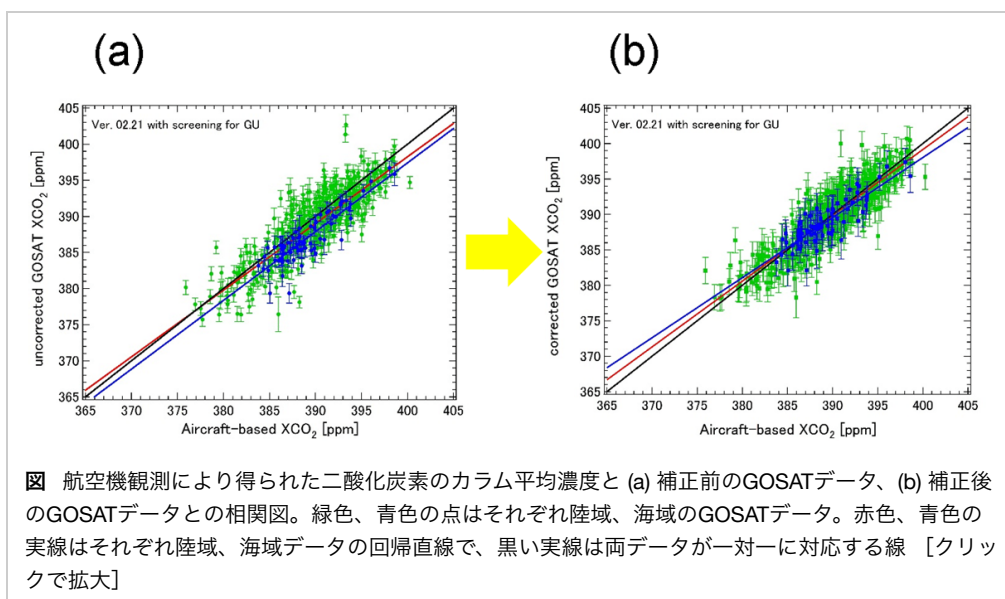 (a)
(b)
405
400
395
390
385
380
375
370
365
uncorrected GOSAT XCO₂ [ppm]
Ver. 02.21 with screening for GU
365 370 375 380 385 390 395 400 405
Aircraft-based XCO₂ [ppm]
405
400
395
390
385
380
375
370
365
corrected GOSAT XCO₂ [ppm]
Ver. 02.21 with screening for GU
365 370 375 380 385 390 395 400 405
Aircraft-based XCO₂ [ppm]
図 航空機観測により得られた二酸化炭素のカラム平均濃度と (a) 補正前のGOSATデータ、(b) 補正後
のGOSATデータとの相関図。緑色、青色の点はそれぞれ陸域、海域のGOSATデータ。赤色、青色の
実線はそれぞれ陸域、海域データの回帰直線で、黒い実線は両データが一対一に対応する線 ［クリッ
クで拡大］